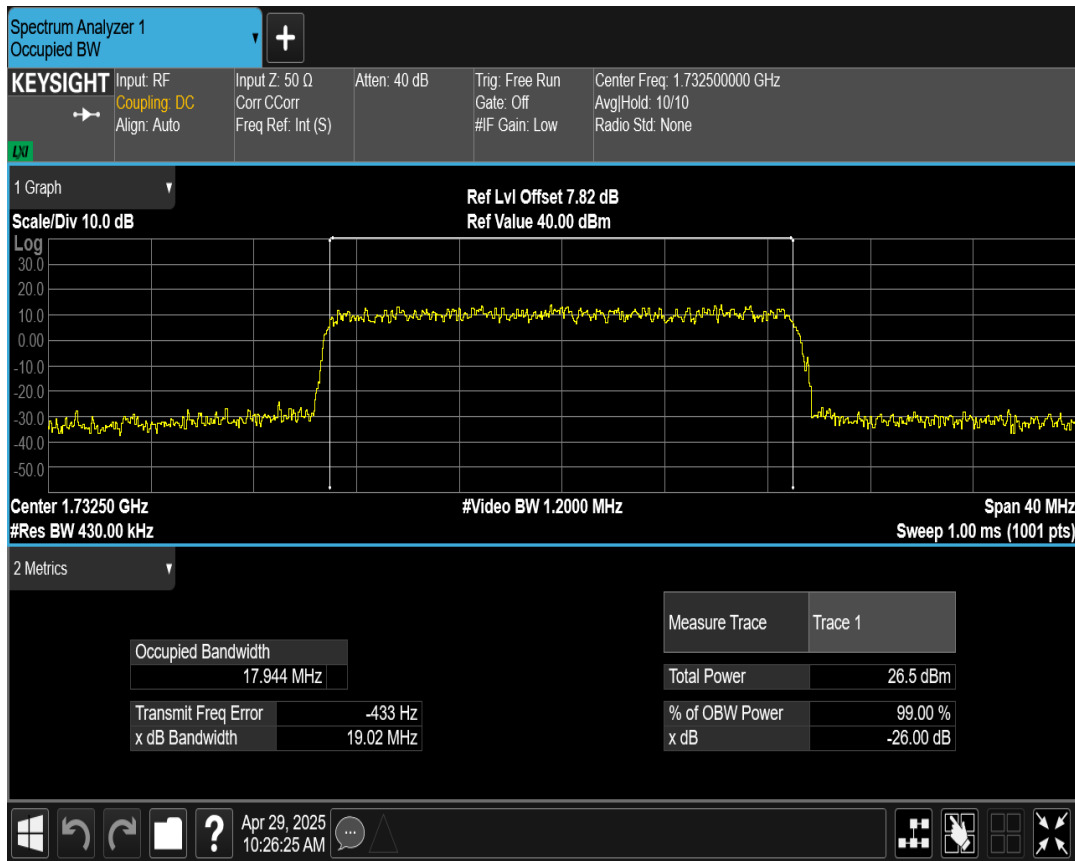 Spectrum Analyzer 1
Occupied BW
+
KEYSIGHT
LXI
Input: RF
Coupling: DC
Align: Auto
Input Z: 50 Ω
Corr CCorr
Freq Ref: Int (S)
Atten: 40 dB
Trig: Free Run
Gate: Off
#IF Gain: Low
Center Freq: 1.732500000 GHz
Avg|Hold: 10/10
Radio Std: None
1 Graph
Scale/Div 10.0 dB
Ref Lvl Offset 7.82 dB
Ref Value 40.00 dBm
Log
30.0
20.0
10.0
0.00
-10.0
-20.0
-30.0
-40.0
-50.0
Center 1.73250 GHz
#Video BW 1.2000 MHz
Span 40 MHz
#Res BW 430.00 kHz
Sweep 1.00 ms (1001 pts)
2 Metrics
Measure Trace Trace 1
Occupied Bandwidth
17.944 MHz
Total Power 26.5 dBm
Transmit Freq Error -433 Hz
% of OBW Power 99.00 %
x dB Bandwidth 19.02 MHz
x dB -26.00 dB
?
Apr 29, 2025
10:26:25 AM